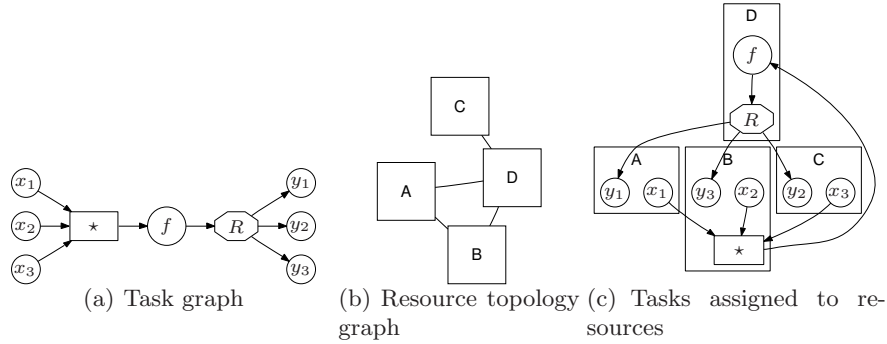 D
f
C
R
A B C
D
x₁ y₁ A y₁ x₁ y₃ x₂ y₂ x₃
x₂ ⋆ f R y₂
B
⋆
x₃ y₃
(a) Task graph
(b) Resource topology graph
(c) Tasks assigned to re-
sources